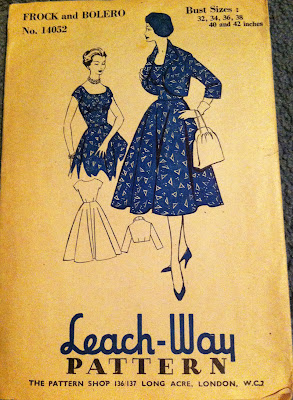 FROCK and BOLERO
No. 14052
Bust Sizes :
32, 34, 36, 38
40 and 42 inches
Leach-Way
PATTERN
THE PATTERN SHOP 136/137 LONG ACRE, LONDON, W.C.2